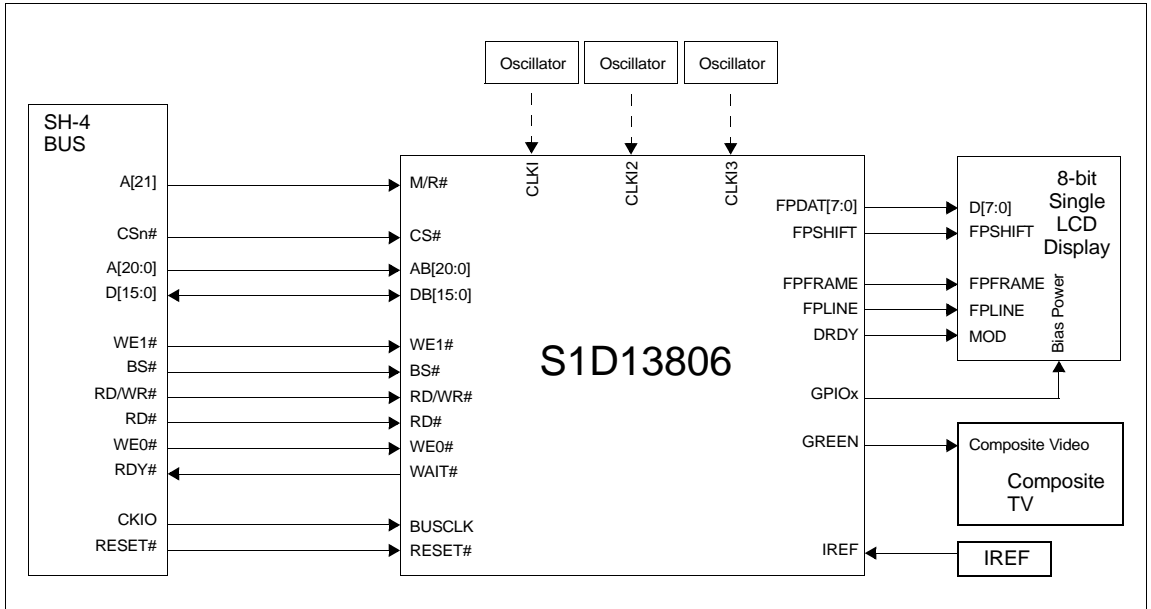 Oscillator
Oscillator
Oscillator
SH-4
BUS
A[21]
CSn#
A[20:0]
D[15:0]
WE1#
BS#
RD/WR#
RD#
WE0#
RDY#
CKIO
RESET#
CLKI
CLKI2
CLKI3
M/R#
CS#
AB[20:0]
DB[15:0]
WE1#
BS#
RD/WR#
RD#
WE0#
WAIT#
BUSCLK
RESET#
S1D13806
FPDAT[7:0]
FPSHIFT
FPFRAME
FPLINE
DRDY
GPIOx
GREEN
IREF
8-bit
Single
LCD
Display
D[7:0]
FPSHIFT
FPFRAME
FPLINE
MOD
Bias Power
Composite Video
Composite
TV
IREF